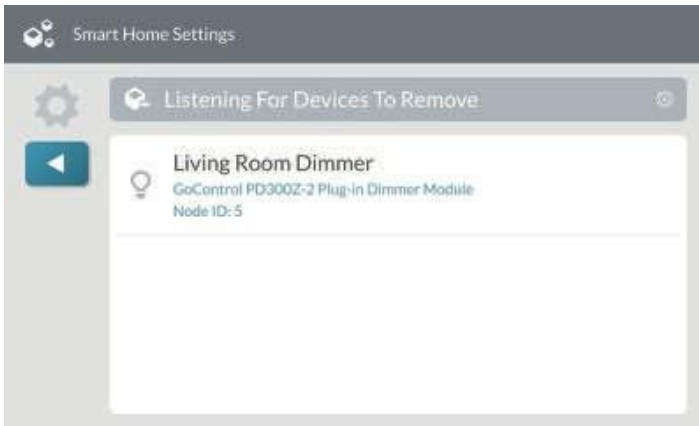 Smart Home Settings
Listening For Devices To Remove
Living Room Dimmer
GoControl PD300Z-2 Plug-in Dimmer Module
Node ID: 5